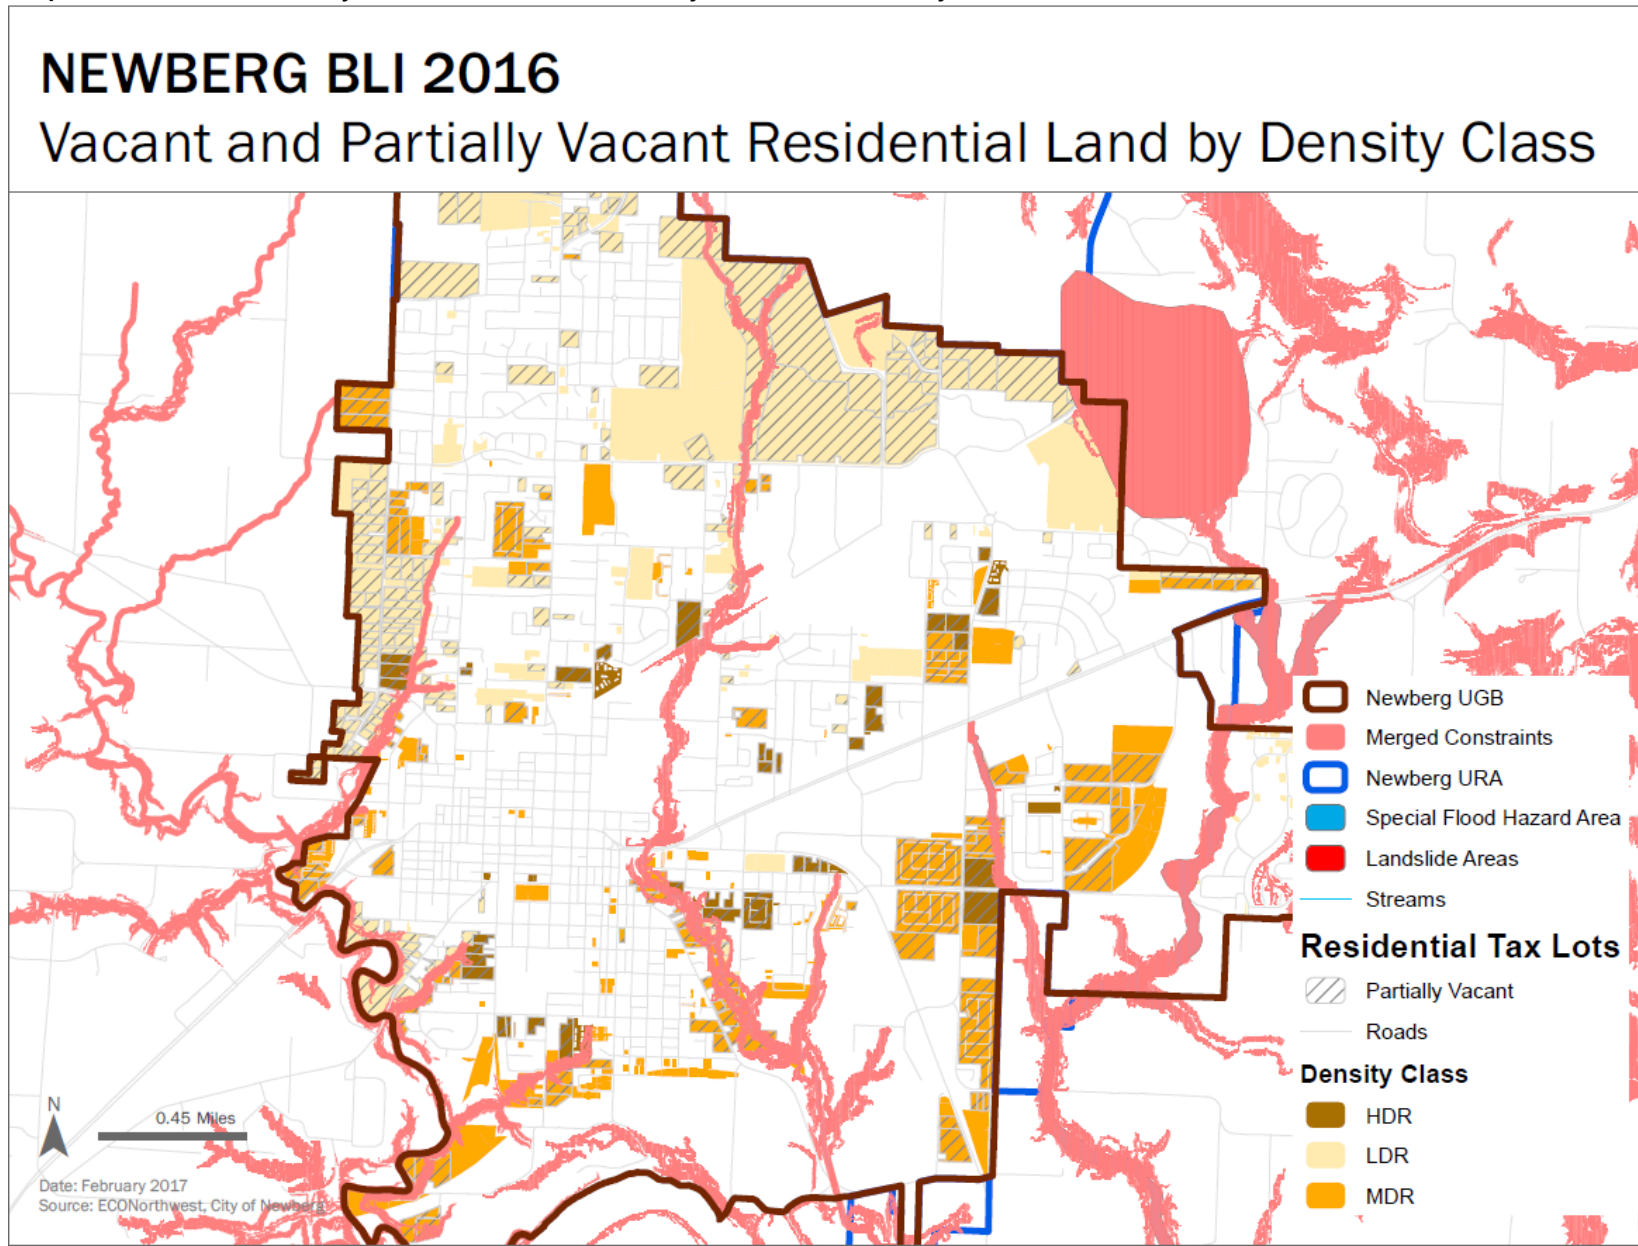 NEWBERG BLI 2016
Vacant and Partially Vacant Residential Land by Density Class
Newberg UGB
Merged Constraints
Newberg URA
Special Flood Hazard Area
Landslide Areas
Streams
Residential Tax Lots
Partially Vacant
Roads
Density Class
HDR
LDR
MDR
N
0.45 Miles
Date: February 2017
Source: ECONorthwest, City of Newberg